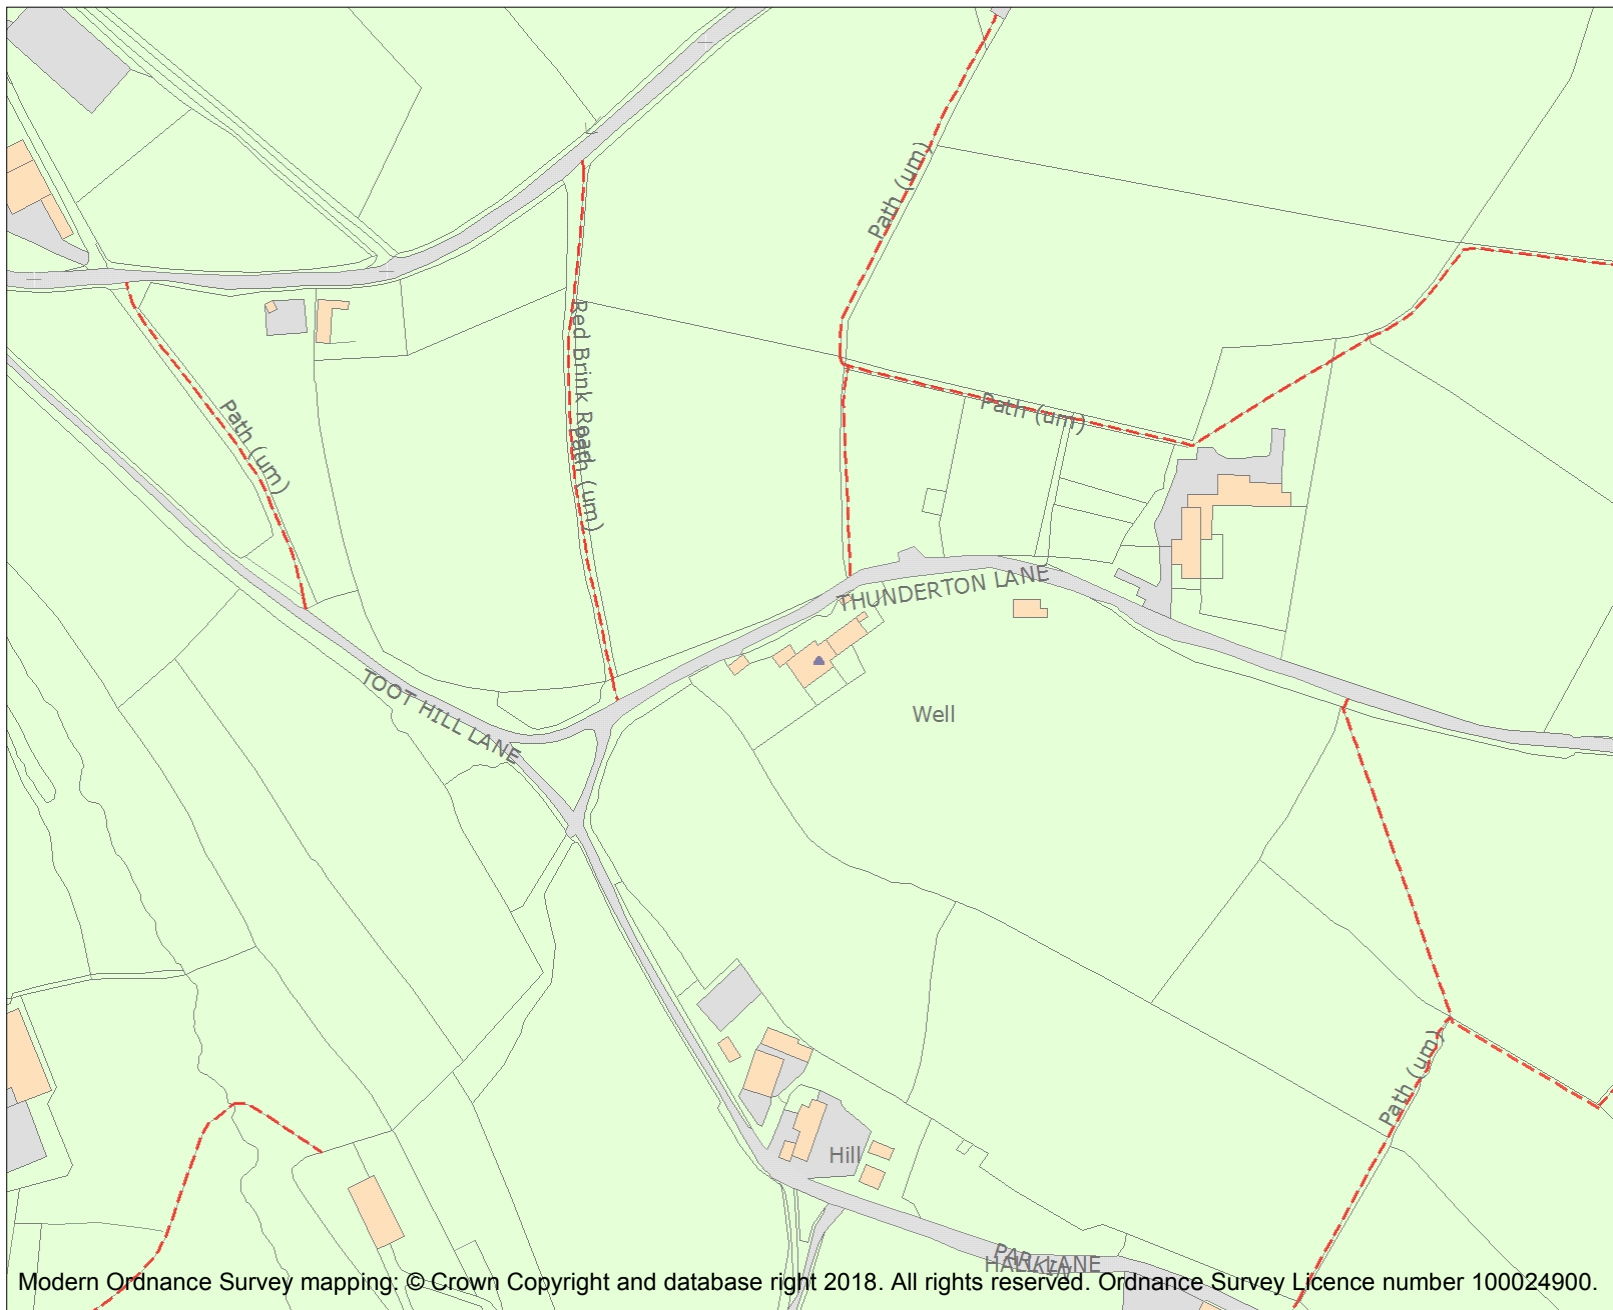 Path (um)
Red Brink Road
Path (um)
Path (um)
Path (um)
THUNDERTON LANE
TOOT HILL LANE
Well
Path (um)
Hill
PARK LN
HALL LANE
Modern Ordnance Survey mapping: © Crown Copyright and database right 2018. All rights reserved. Ordnance Survey Licence number 100024900.